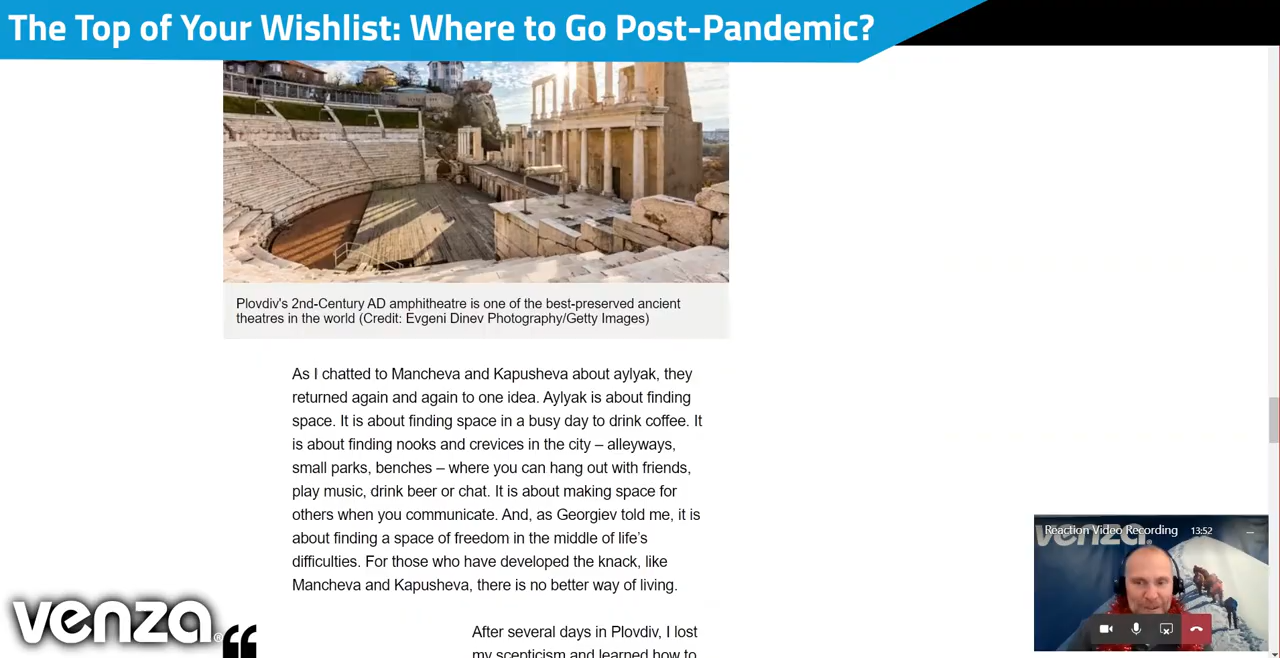 The Top of Your Wishlist: Where to Go Post-Pandemic?
Plovdiv's 2nd-Century AD amphitheatre is one of the best-preserved ancient
theatres in the world (Credit: Evgeni Dinev Photography/Getty Images)
As I chatted to Mancheva and Kapusheva about aylyak, they
returned again and again to one idea. Aylyak is about finding
space. It is about finding space in a busy day to drink coffee. It
is about finding nooks and crevices in the city – alleyways,
small parks, benches – where you can hang out with friends,
play music, drink beer or chat. It is about making space for
others when you communicate. And, as Georgiev told me, it is
about finding a space of freedom in the middle of life's
difficulties. For those who have developed the knack, like
Mancheva and Kapusheva, there is no better way of living.
Reaction Video Recording 13:52
venza
venza®
“
After several days in Plovdiv, I lost
my scepticism and learned how to